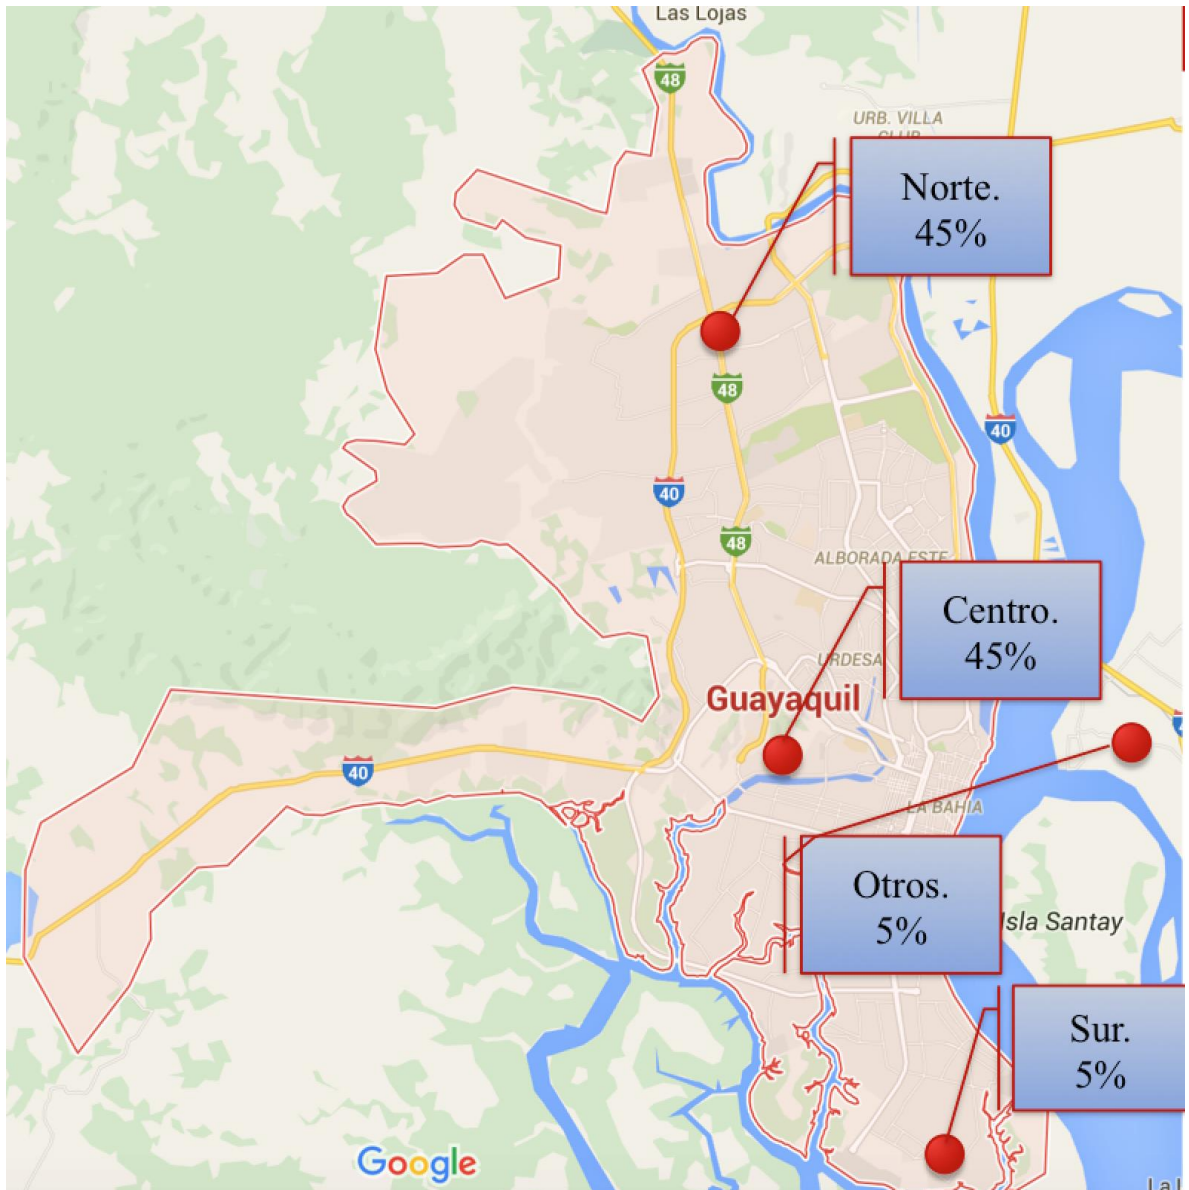 Las Lojas
48
URB. VILLA
CLUB
Norte.
45%
48
40
40
48
ALBORADA ESTE
Centro.
45%
URDESA
Guayaquil
40
LA BAHIA
Otros.
5%
Isla Santay
Sur.
5%
Google